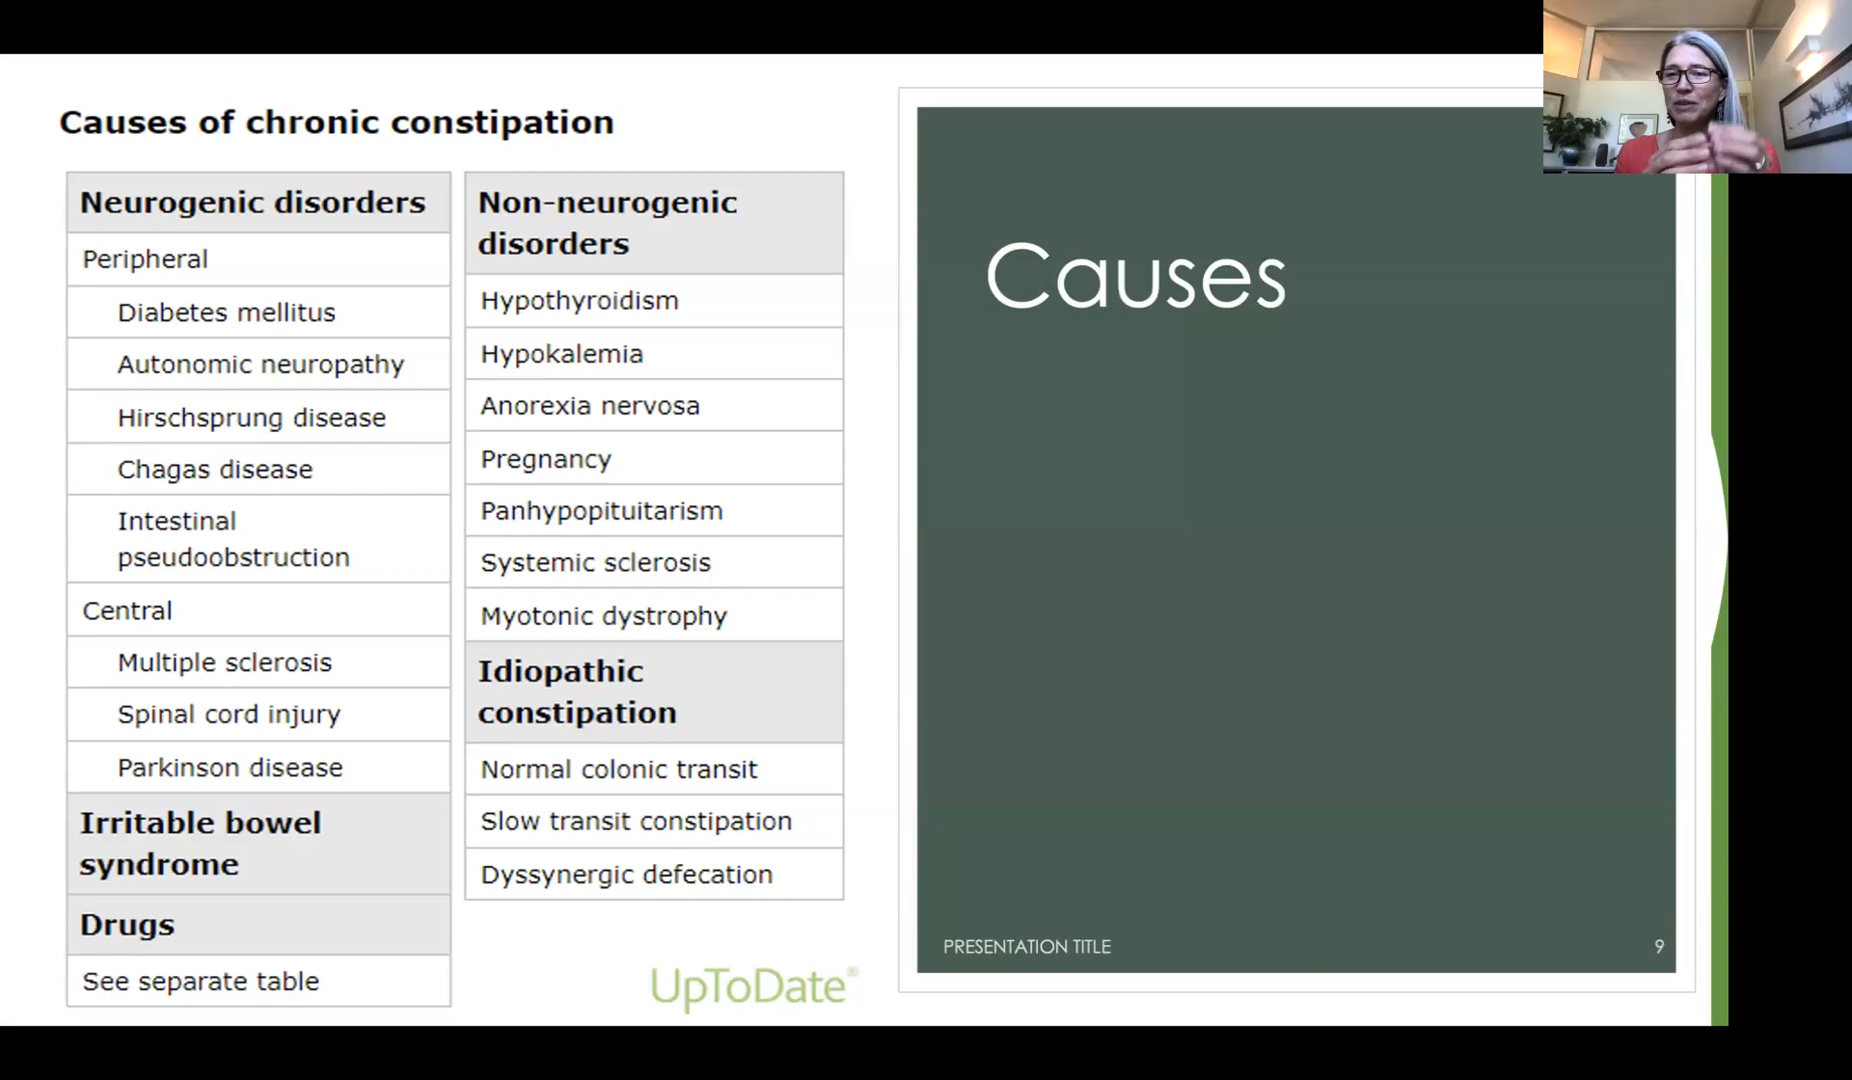 Causes of chronic constipation
Neurogenic disorders
Peripheral
Diabetes mellitus
Autonomic neuropathy
Hirschsprung disease
Chagas disease
Intestinal
pseudoobstruction
Central
Multiple sclerosis
Spinal cord injury
Parkinson disease
Irritable bowel
syndrome
Drugs
See separate table
Non-neurogenic
disorders
Hypothyroidism
Hypokalemia
Anorexia nervosa
Pregnancy
Panhypopituitarism
Systemic sclerosis
Myotonic dystrophy
Idiopathic
constipation
Normal colonic transit
Slow transit constipation
Dyssynergic defecation
UpToDate®
Causes
PRESENTATION TITLE
9